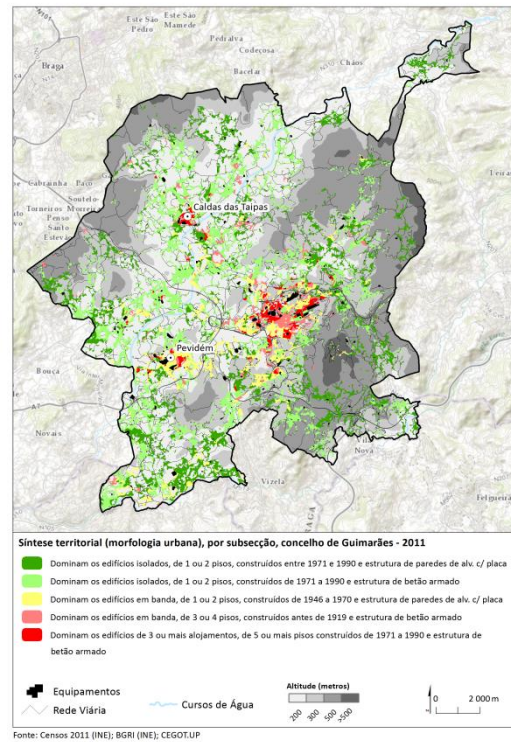 N101
Este São Pedro
Este São Mamede
Pedralva
Codeçosa
Braga
Bacelar
Chãos
Leiras
Caldas das Taipas
Pevidém
Bouça
A7
Novais
Vizela
Vila Nova
Felgueira
Síntese territorial (morfologia urbana), por subsecção, concelho de Guimarães - 2011
Dominam os edifícios isolados, de 1 ou 2 pisos, construídos entre 1971 e 1990 e estrutura de paredes de alv. c/ placa
Dominam os edifícios isolados, de 1 ou 2 pisos, construídos de 1971 a 1990 e estrutura de betão armado
Dominam os edifícios em banda, de 1 ou 2 pisos, construídos de 1946 a 1970 e estrutura de paredes de alv. c/ placa
Dominam os edifícios em banda, de 3 ou 4 pisos, construídos antes de 1919 e estrutura de betão armado
Dominam os edifícios de 3 ou mais alojamentos, de 5 ou mais pisos construídos de 1971 a 1990 e estrutura de
betão armado
Equipamentos
Rede Viária
Cursos de Água
Altitude (metros)
200 300 500 >500
0 2 000 m
Fonte: Censos 2011 (INE); BGRI (INE); CEGOT.UP